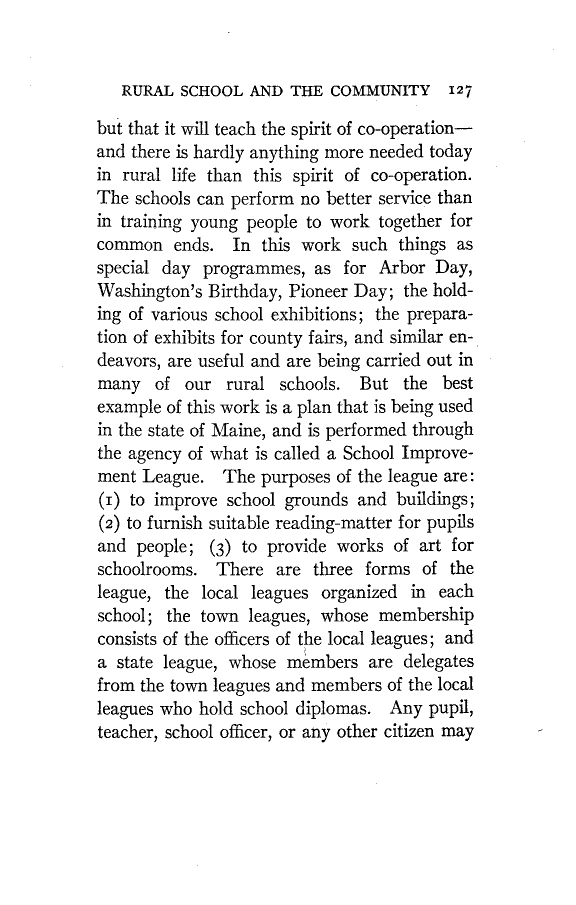 RURAL SCHOOL AND THE COMMUNITY 127
but that it will teach the spirit of co-operation—
and there is hardly anything more needed today
in rural life than this spirit of co-operation.
The schools can perform no better service than
in training young people to work together for
common ends. In this work such things as
special day programmes, as for Arbor Day,
Washington's Birthday, Pioneer Day; the hold-
ing of various school exhibitions; the prepara-
tion of exhibits for county fairs, and similar en-
deavors, are useful and are being carried out in
many of our rural schools. But the best
example of this work is a plan that is being used
in the state of Maine, and is performed through
the agency of what is called a School Improve-
ment League. The purposes of the league are:
(1) to improve school grounds and buildings;
(2) to furnish suitable reading-matter for pupils
and people; (3) to provide works of art for
schoolrooms. There are three forms of the
league, the local leagues organized in each
school; the town leagues, whose membership
consists of the officers of the local leagues; and
a state league, whose members are delegates
from the town leagues and members of the local
leagues who hold school diplomas. Any pupil,
teacher, school officer, or any other citizen may